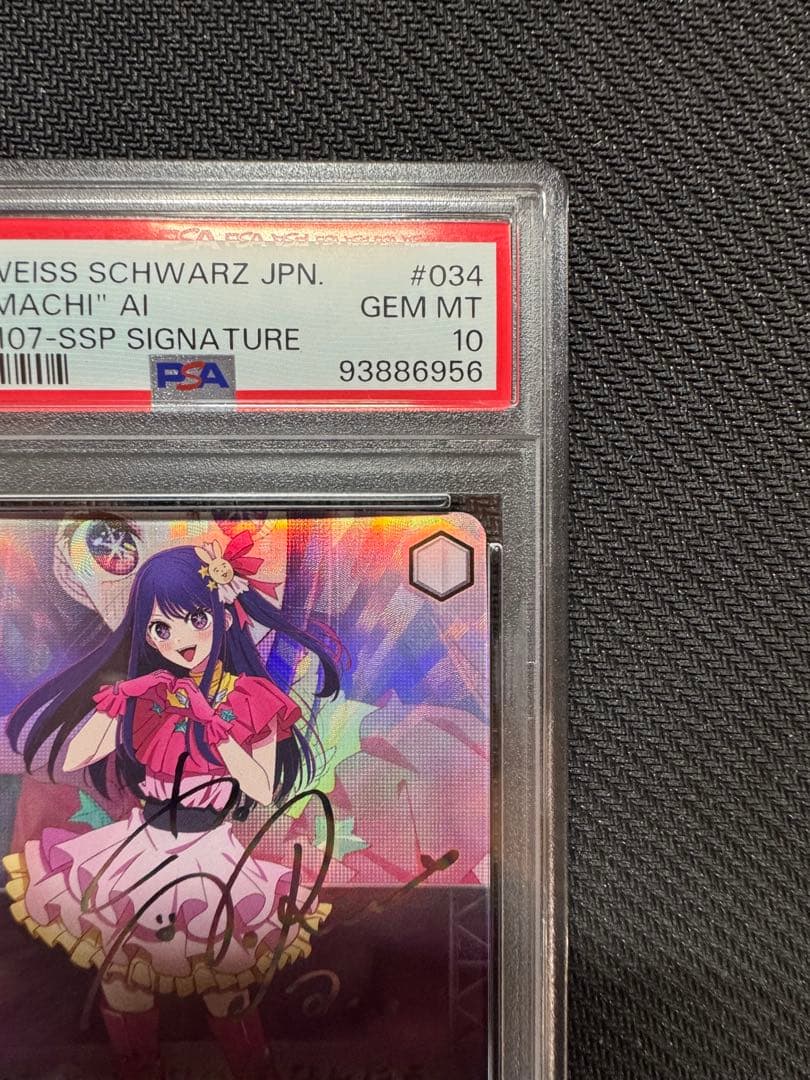 WEISS SCHWARZ JPN. #034
MACHI" AI GEM MT
107-SSP SIGNATURE 10
PSA 93886956